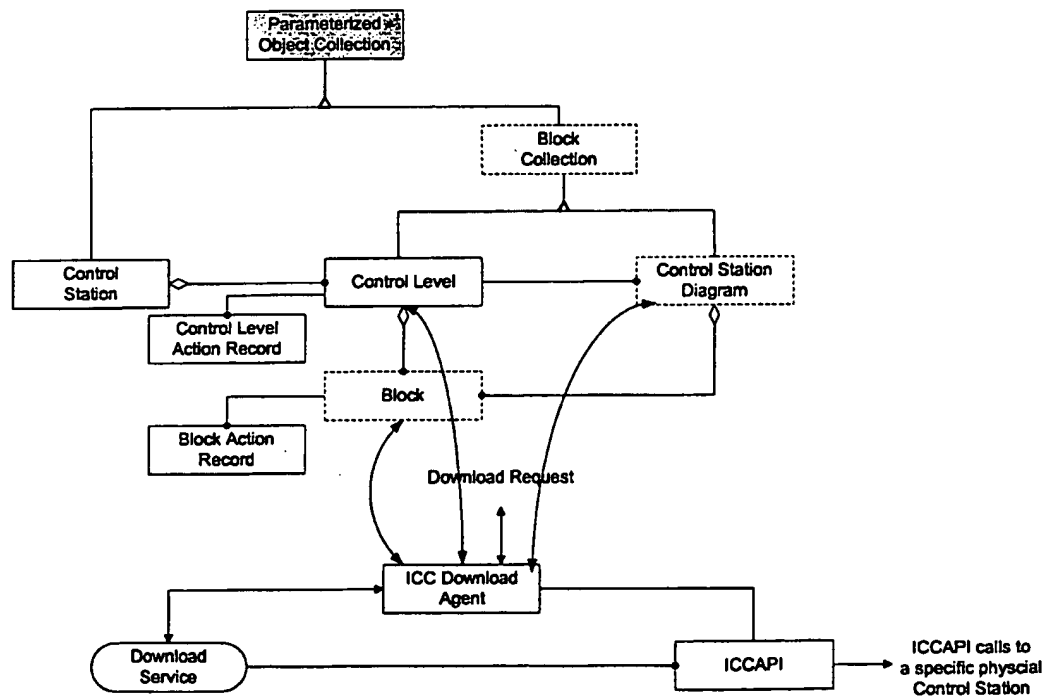 Parameterized
Object Collection
Block
Collection
Control
Station
Control Level
Control Station
Diagram
Control Level
Action Record
Block
Block Action
Record
Download Request
ICC Download
Agent
Download
Service
ICCAPI
ICCAPI calls to
a specific physcial
Control Station